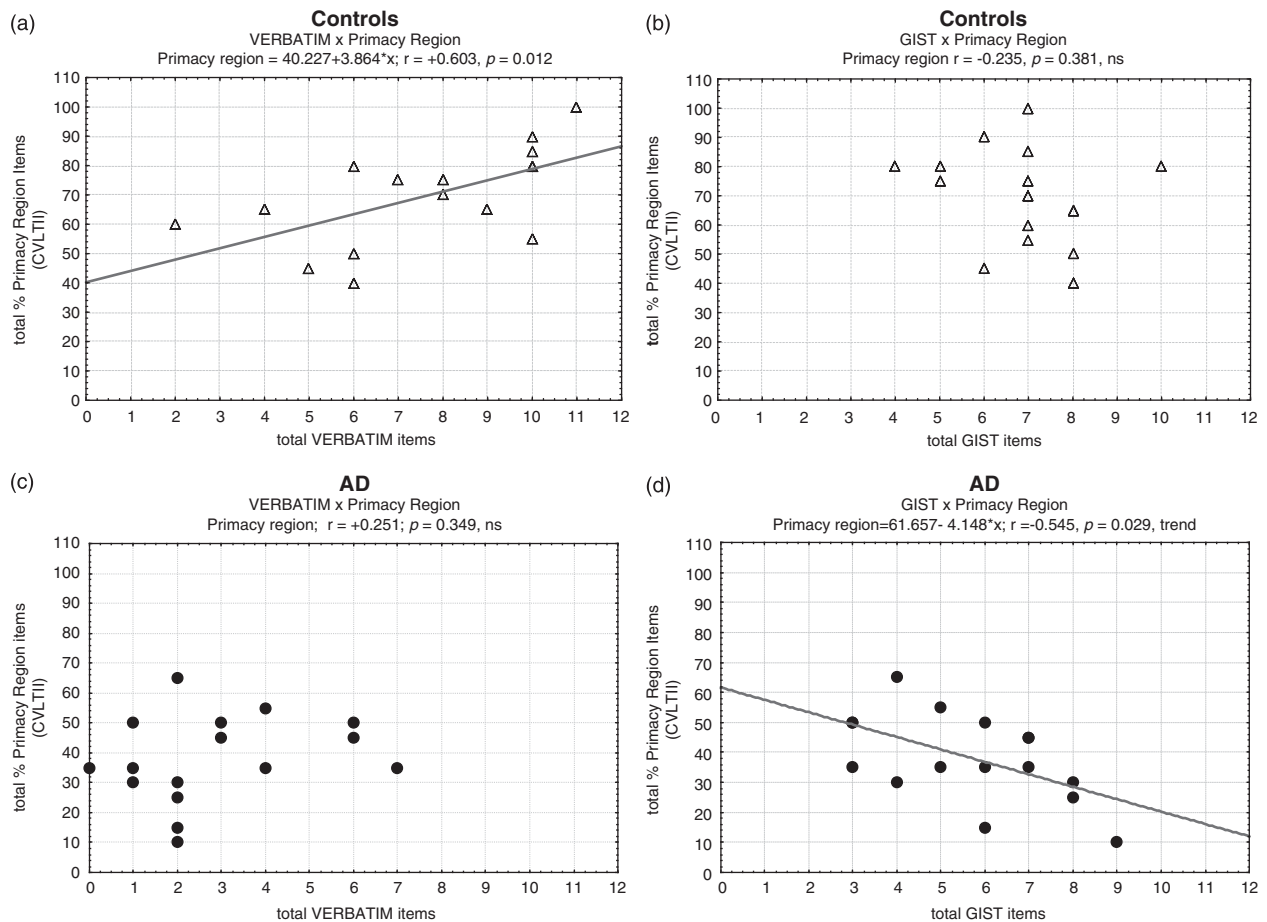 (a)
Controls
VERBATIM x Primacy Region
Primacy region = 40.227+3.864*x; r = +0.603, p = 0.012
total % Primacy Region Items
(CVLTII)
110
100
90
80
70
60
50
40
30
20
10
0
0 1 2 3 4 5 6 7 8 9 10 11 12
total VERBATIM items
(b)
Controls
GIST x Primacy Region
Primacy region r = -0.235, p = 0.381, ns
total % Primacy Region Items
(CVLTII)
110
100
90
80
70
60
50
40
30
20
10
0
0 1 2 3 4 5 6 7 8 9 10 11 12
total GIST items
(c)
AD
VERBATIM x Primacy Region
Primacy region; r = +0.251; p = 0.349, ns
total % Primacy Region items
(CVLTII)
110
100
90
80
70
60
50
40
30
20
10
0
0 1 2 3 4 5 6 7 8 9 10 11 12
total VERBATIM items
(d)
AD
GIST x Primacy Region
Primacy region=61.657- 4.148*x; r =-0.545, p = 0.029, trend
total % Primacy Region Items
(CVLTII)
110
100
90
80
70
60
50
40
30
20
10
0
0 1 2 3 4 5 6 7 8 9 10 11 12
total GIST items